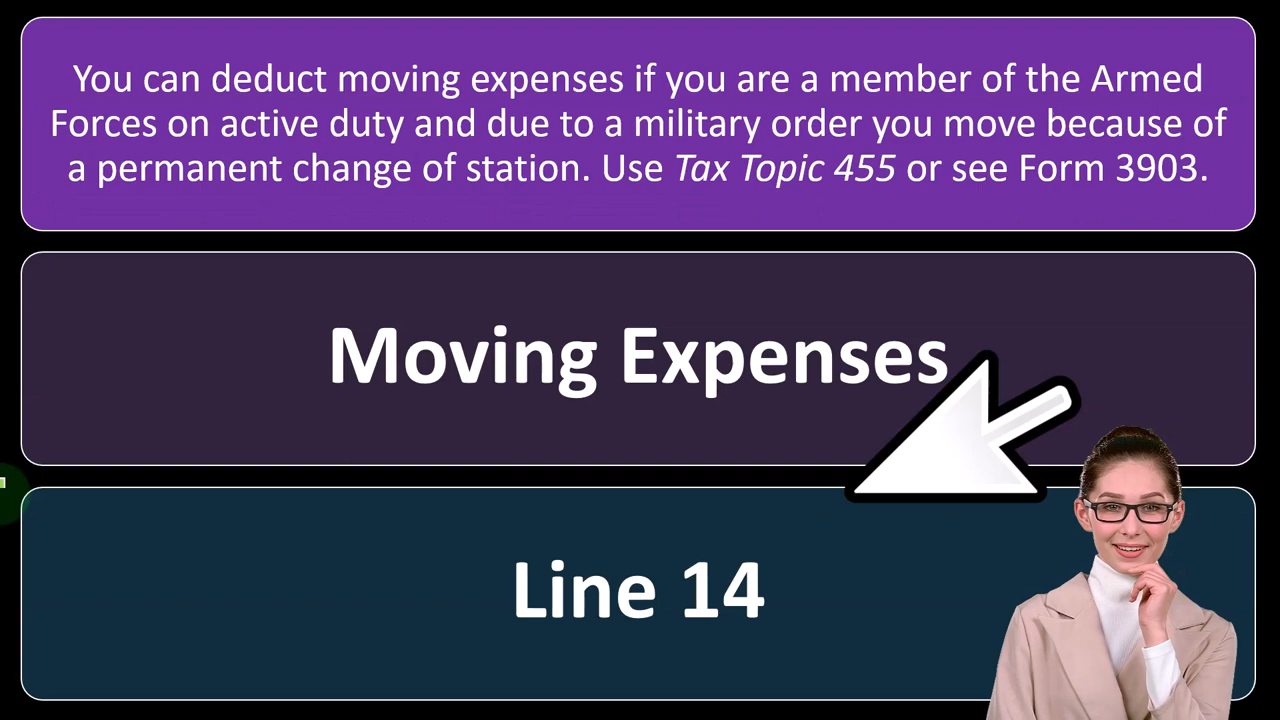 You can deduct moving expenses if you are a member of the Armed
Forces on active duty and due to a military order you move because of
a permanent change of station. Use Tax Topic 455 or see Form 3903.
Moving Expenses
Line 14